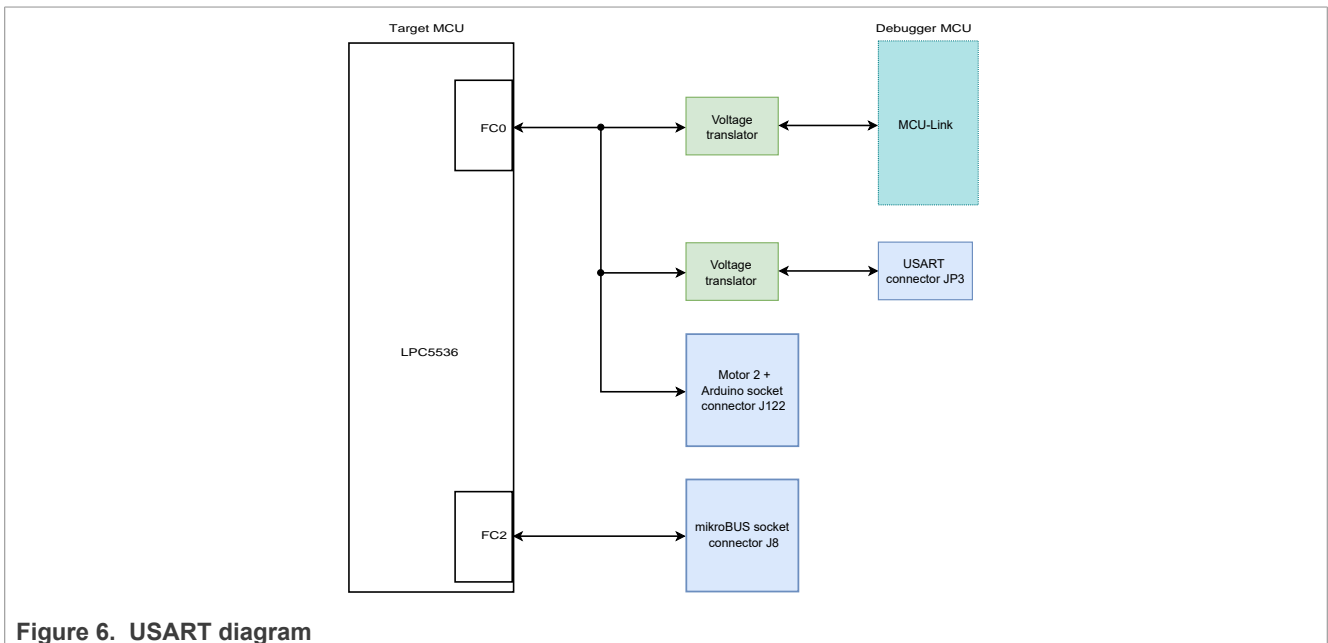 Target MCU
Debugger MCU
FC0
Voltage
translator
MCU-Link
Voltage
translator
USART
connector JP3
LPC5536
Motor 2 +
Arduino socket
connector J122
FC2
mikroBUS socket
connector J8
Figure 6. USART diagram